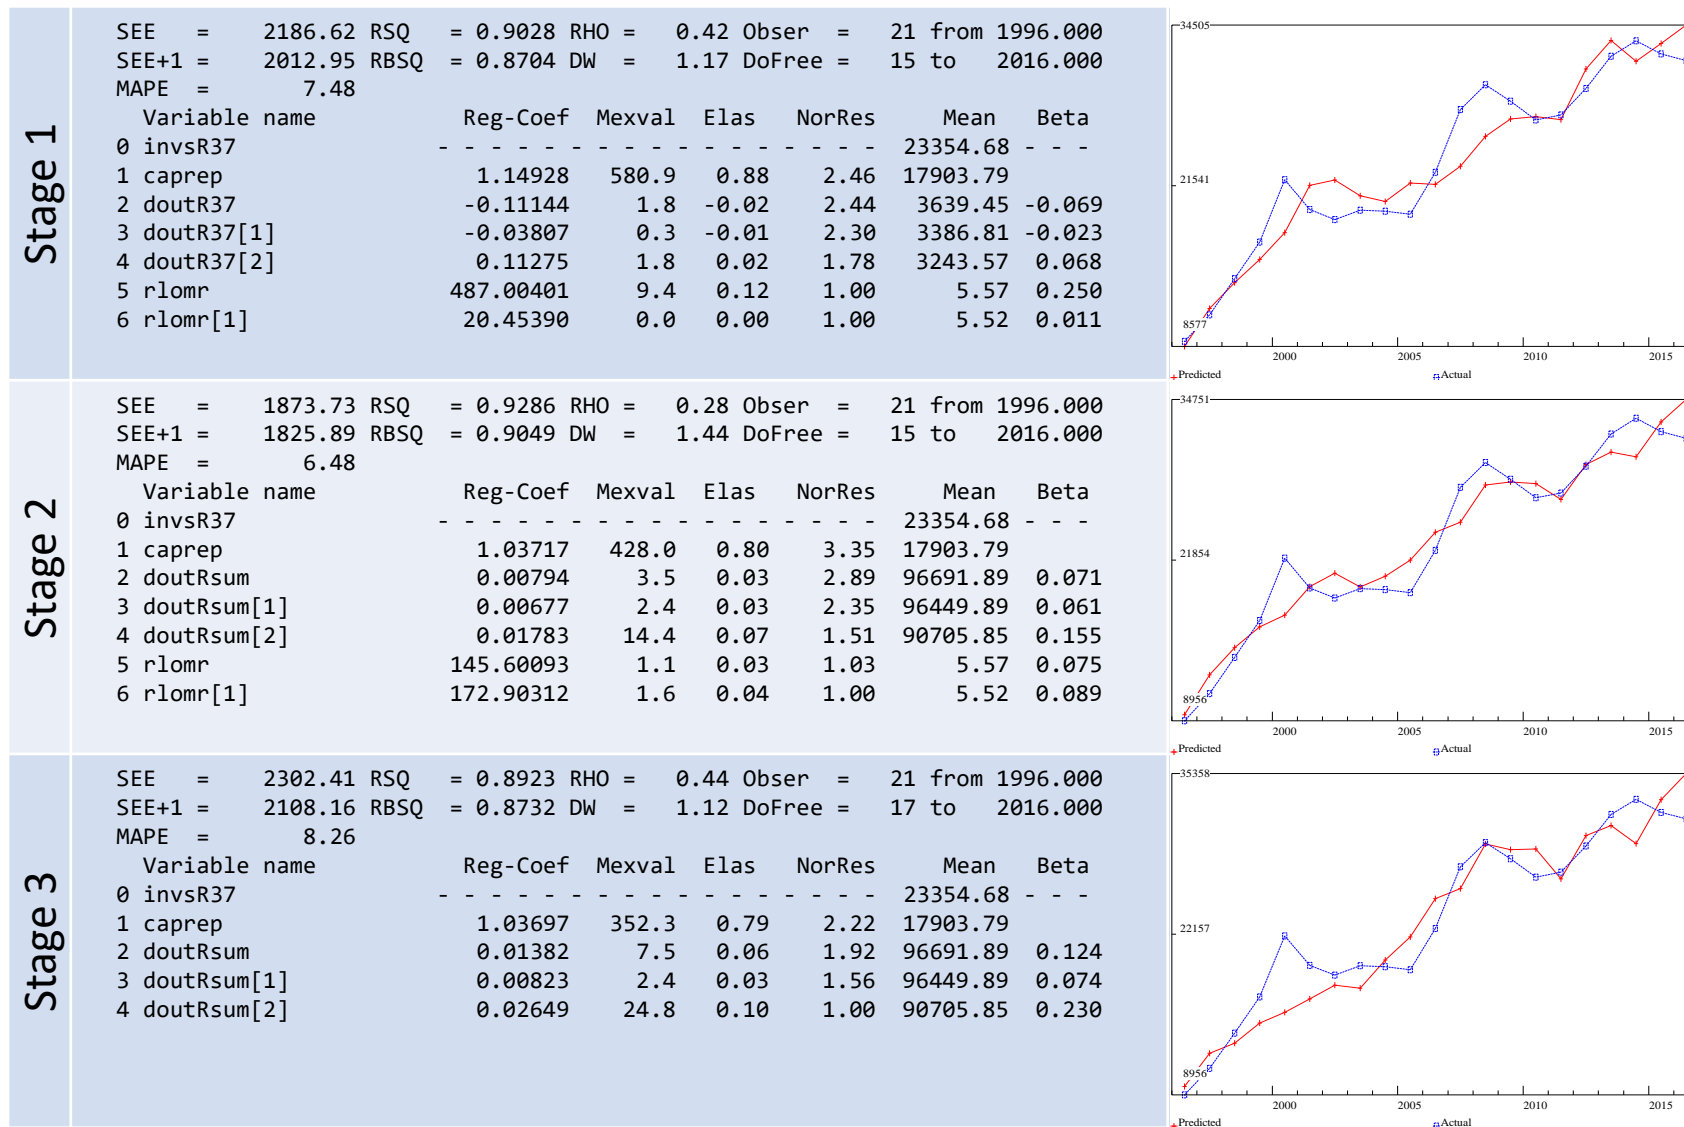 Stage 1
SEE   =    2186.62 RSQ   = 0.9028 RHO =   0.42 Obser  =   21 from 1996.000
SEE+1 =    2012.95 RBSQ  = 0.8704 DW  =   1.17 DoFree =   15 to   2016.000
MAPE  =       7.48
  Variable name           Reg-Coef  Mexval  Elas   NorRes     Mean   Beta
0 invsR37             - - - - - - - - - - - - - - - - -   23354.68 - - -
1 caprep                 1.14928   580.9   0.88     2.46  17903.79
2 doutR37               -0.11144     1.8  -0.02     2.44   3639.45 -0.069
3 doutR37[1]            -0.03807     0.3  -0.01     2.30   3386.81 -0.023
4 doutR37[2]             0.11275     1.8   0.02     1.78   3243.57  0.068
5 rlomr                487.00401     9.4   0.12     1.00      5.57  0.250
6 rlomr[1]              20.45390     0.0   0.00     1.00      5.52  0.011
34505
21541
8577
2000 2005 2010 2015
Predicted Actual
Stage 2
SEE   =    1873.73 RSQ   = 0.9286 RHO =   0.28 Obser  =   21 from 1996.000
SEE+1 =    1825.89 RBSQ  = 0.9049 DW  =   1.44 DoFree =   15 to   2016.000
MAPE  =       6.48
  Variable name           Reg-Coef  Mexval  Elas   NorRes     Mean   Beta
0 invsR37             - - - - - - - - - - - - - - - - -   23354.68 - - -
1 caprep                 1.03717   428.0   0.80     3.35  17903.79
2 doutRsum               0.00794     3.5   0.03     2.89  96691.89  0.071
3 doutRsum[1]            0.00677     2.4   0.03     2.35  96449.89  0.061
4 doutRsum[2]            0.01783    14.4   0.07     1.51  90705.85  0.155
5 rlomr                145.60093     1.1   0.03     1.03      5.57  0.075
6 rlomr[1]             172.90312     1.6   0.04     1.00      5.52  0.089
34751
21854
8956
2000 2005 2010 2015
Predicted Actual
Stage 3
SEE   =    2302.41 RSQ   = 0.8923 RHO =   0.44 Obser  =   21 from 1996.000
SEE+1 =    2108.16 RBSQ  = 0.8732 DW  =   1.12 DoFree =   17 to   2016.000
MAPE  =       8.26
  Variable name           Reg-Coef  Mexval  Elas   NorRes     Mean   Beta
0 invsR37             - - - - - - - - - - - - - - - - -   23354.68 - - -
1 caprep                 1.03697   352.3   0.79     2.22  17903.79
2 doutRsum               0.01382     7.5   0.06     1.92  96691.89  0.124
3 doutRsum[1]            0.00823     2.4   0.03     1.56  96449.89  0.074
4 doutRsum[2]            0.02649    24.8   0.10     1.00  90705.85  0.230
35358
22157
8956
2000 2005 2010 2015
Predicted Actual